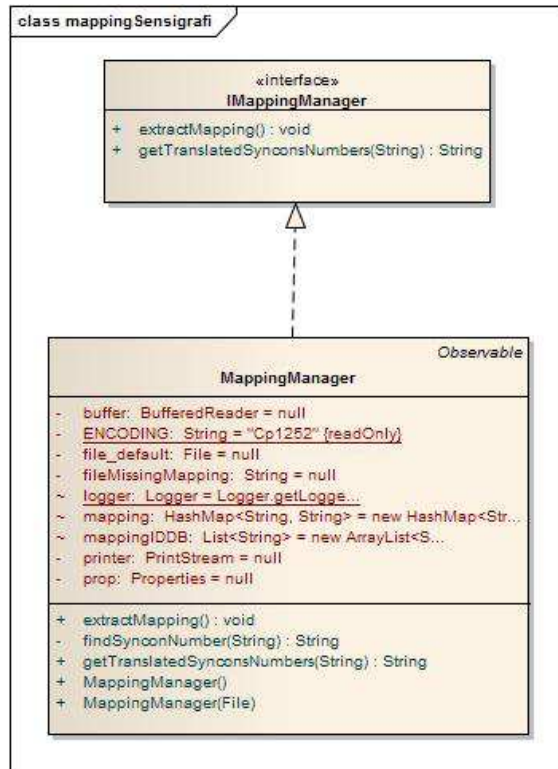 class mappingSensigrafi
«interface»
IMappingManager
+ extractMapping() : void
+ getTranslatedSynconsNumbers(String) : String
Observable
MappingManager
- buffer: BufferedReader = null
- ENCODING: String = "Cp1252" {readOnly}
- file_default: File = null
- fileMissingMapping: String = null
~ logger: Logger = Logger.getLogge...
~ mapping: HashMap<String, String> = new HashMap<Str...
~ mappingIDDB: List<String> = new ArrayList<S...
- printer: PrintStream = null
- prop: Properties = null
+ extractMapping() : void
- findSynconNumber(String) : String
+ getTranslatedSynconsNumbers(String) : String
+ MappingManager()
+ MappingManager(File)